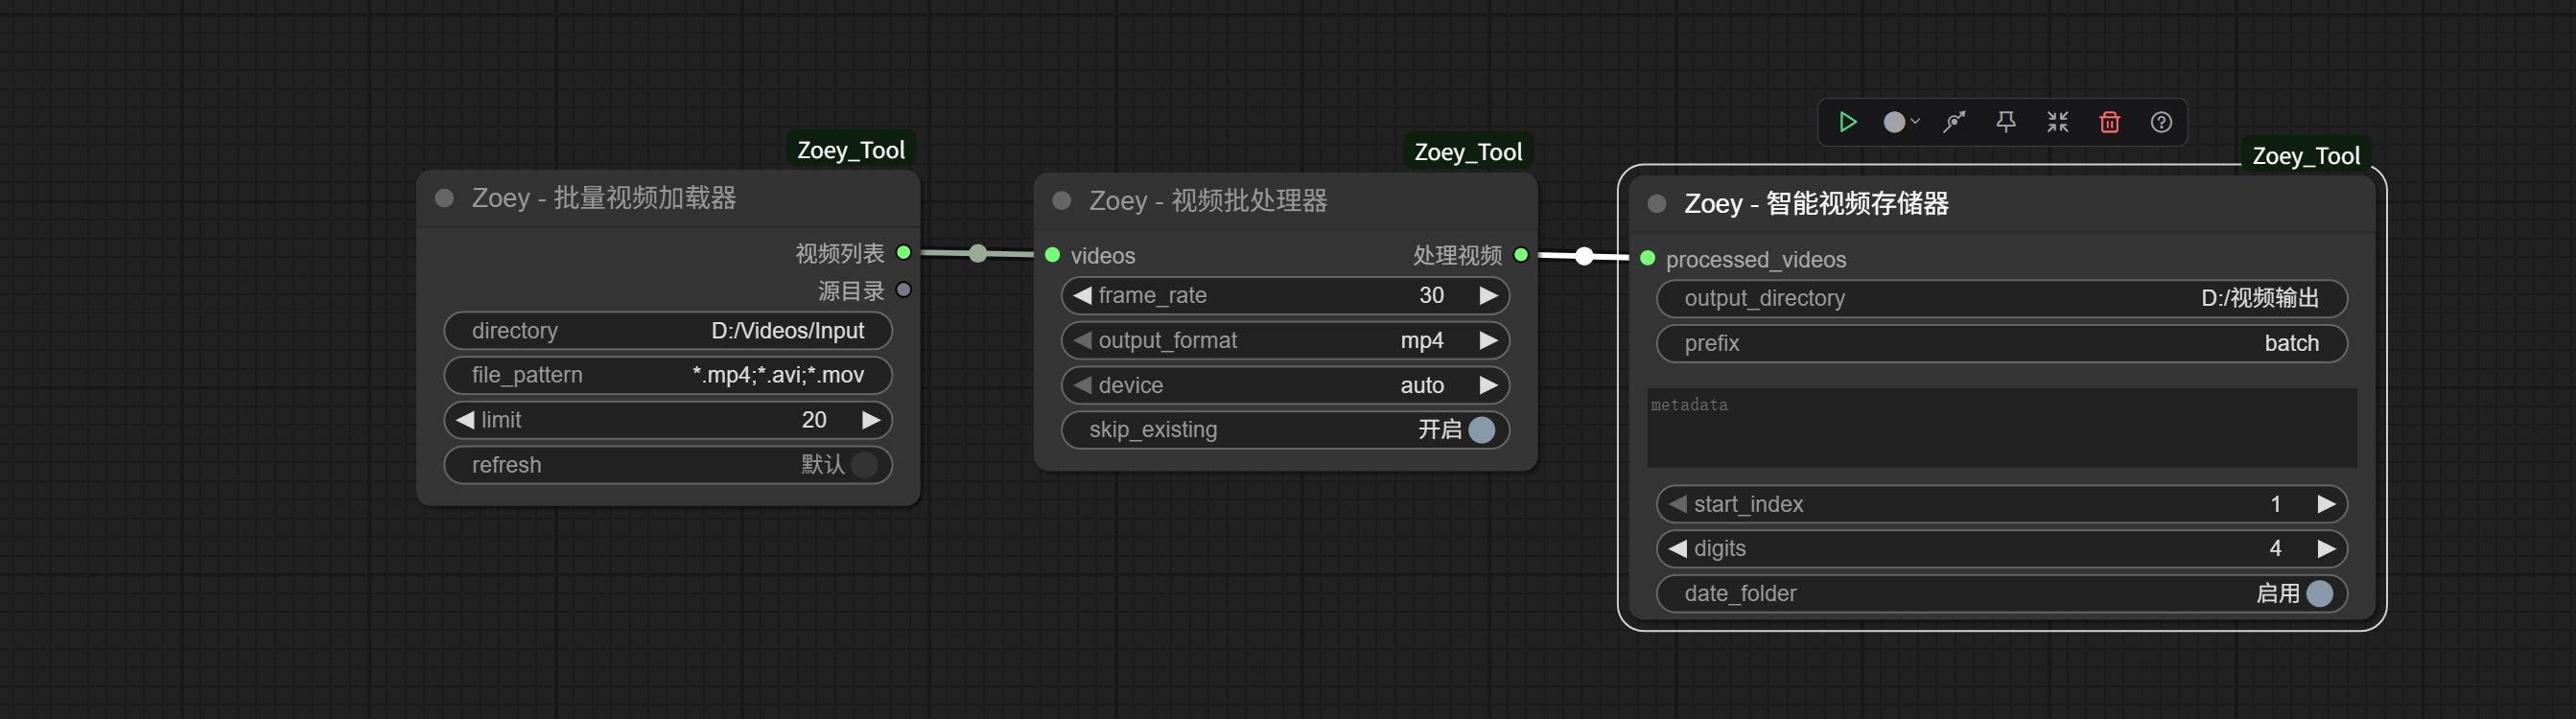 Zoey_Tool
Zoey - 批量视频加载器
视频列表
源目录
directory D:/Videos/Input
file_pattern *.mp4;*.avi;*.mov
limit 20
refresh 默认
Zoey_Tool
Zoey - 视频批处理器
videos 处理视频
frame_rate 30
output_format mp4
device auto
skip_existing 开启
Zoey_Tool
Zoey - 智能视频存储器
processed_videos
output_directory D:/视频输出
prefix batch
metadata
start_index 1
digits 4
date_folder 启用